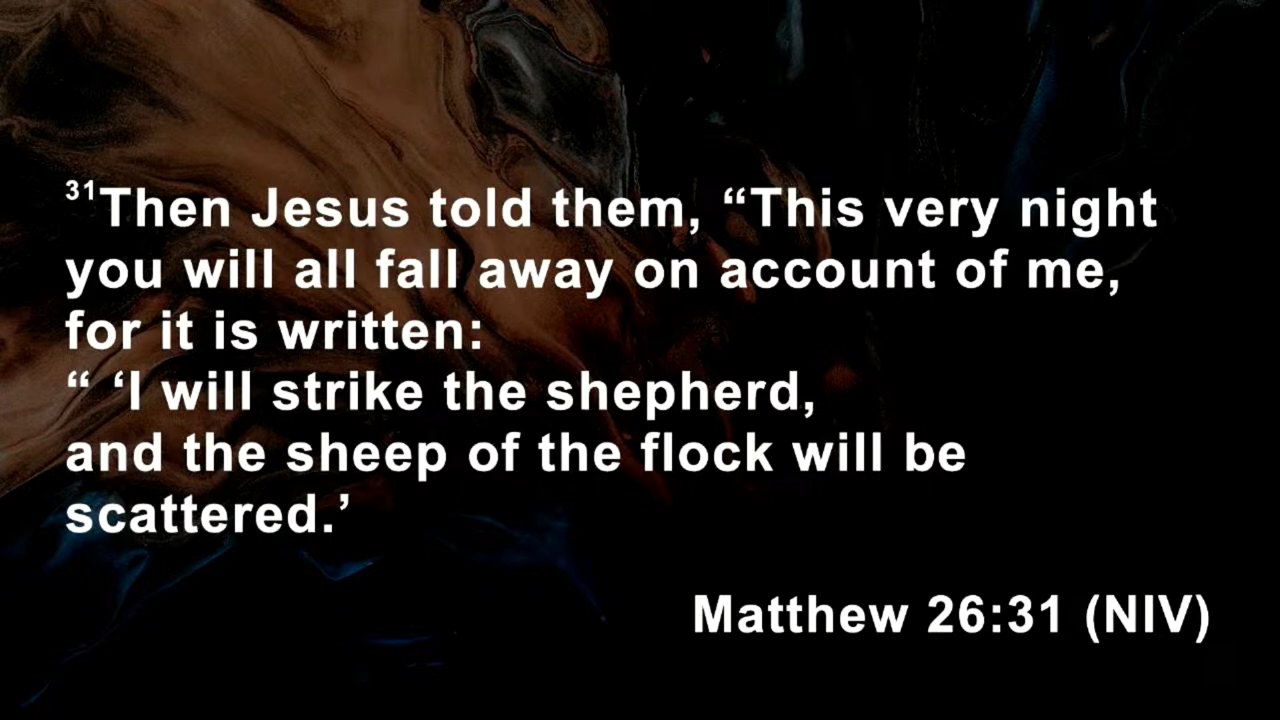 ³¹Then Jesus told them, “This very night
you will all fall away on account of me,
for it is written:
“ ‘I will strike the shepherd,
and the sheep of the flock will be
scattered.’
Matthew 26:31 (NIV)